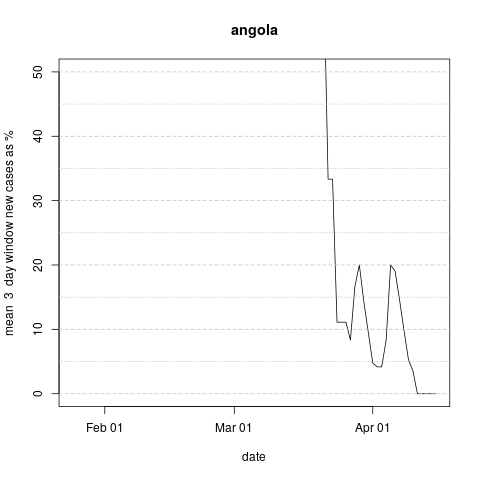 angola
mean 3 day window new cases as %
50
40
30
20
10
0
Feb 01
Mar 01
Apr 01
date